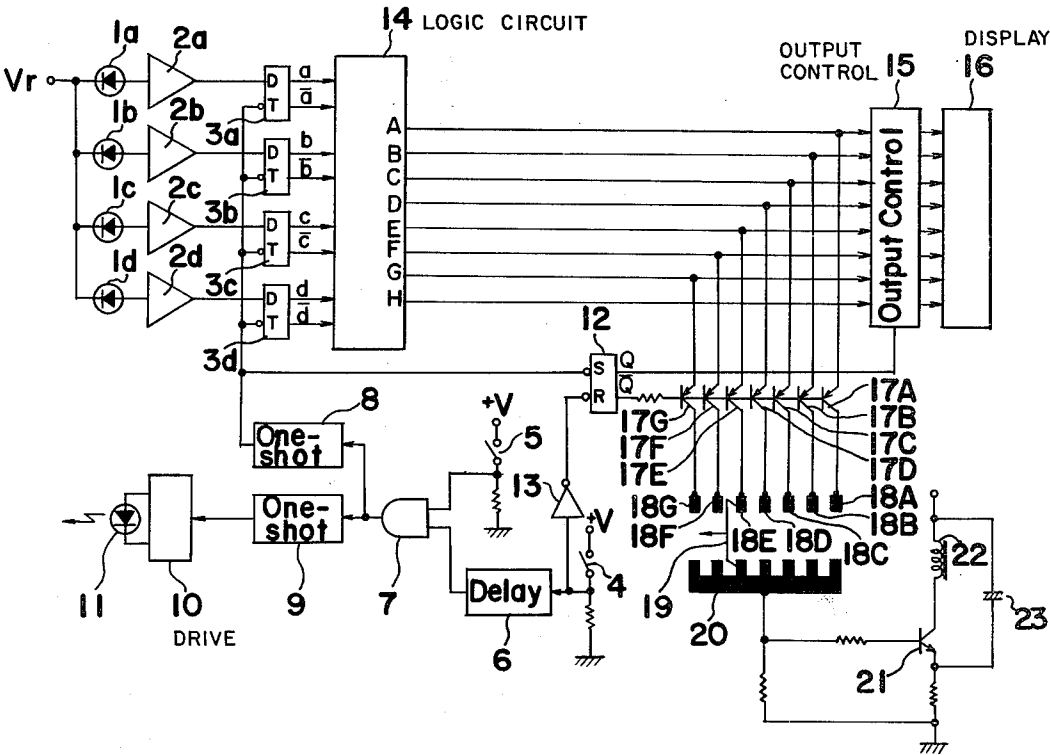 14 LOGIC CIRCUIT
OUTPUT CONTROL 15
DISPLAY
16
Vr
1a
2a
D
T
a
a̅
3a
1b
2b
D
T
b
b̅
3b
1c
2c
D
T
c
c̅
3c
1d
2d
D
T
d
d̅
3d
A
B
C
D
E
F
G
H
Output Control
12
S
R
Q
Q̅
8
One-shot
+V
5
13
+V
4
17G
17F
17E
17A
17B
17C
17D
18G
18F
18E
18D
18A
18B
18C
One-shot
9
7
Delay
6
11
10
DRIVE
19
20
21
22
23